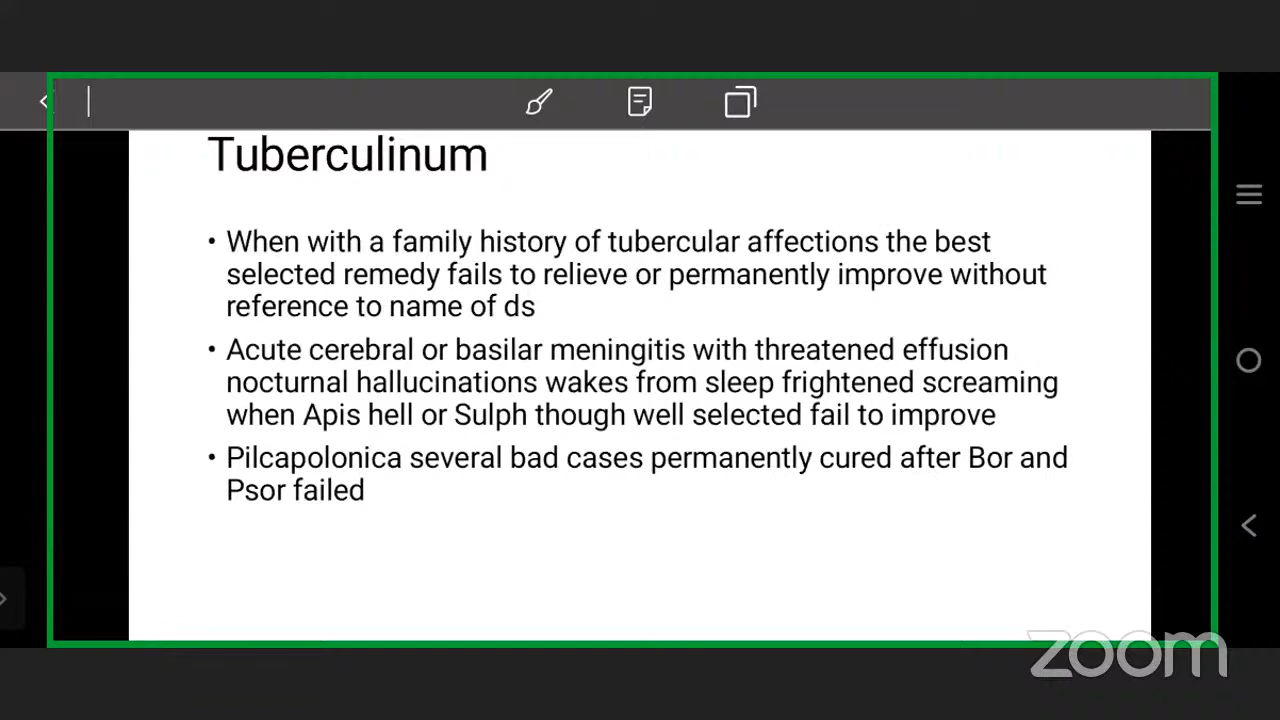 Tuberculinum
• When with a family history of tubercular affections the best
selected remedy fails to relieve or permanently improve without
reference to name of ds
• Acute cerebral or basilar meningitis with threatened effusion
nocturnal hallucinations wakes from sleep frightened screaming
when Apis hell or Sulph though well selected fail to improve
• Pilcapolonica several bad cases permanently cured after Bor and
Psor failed
zoom